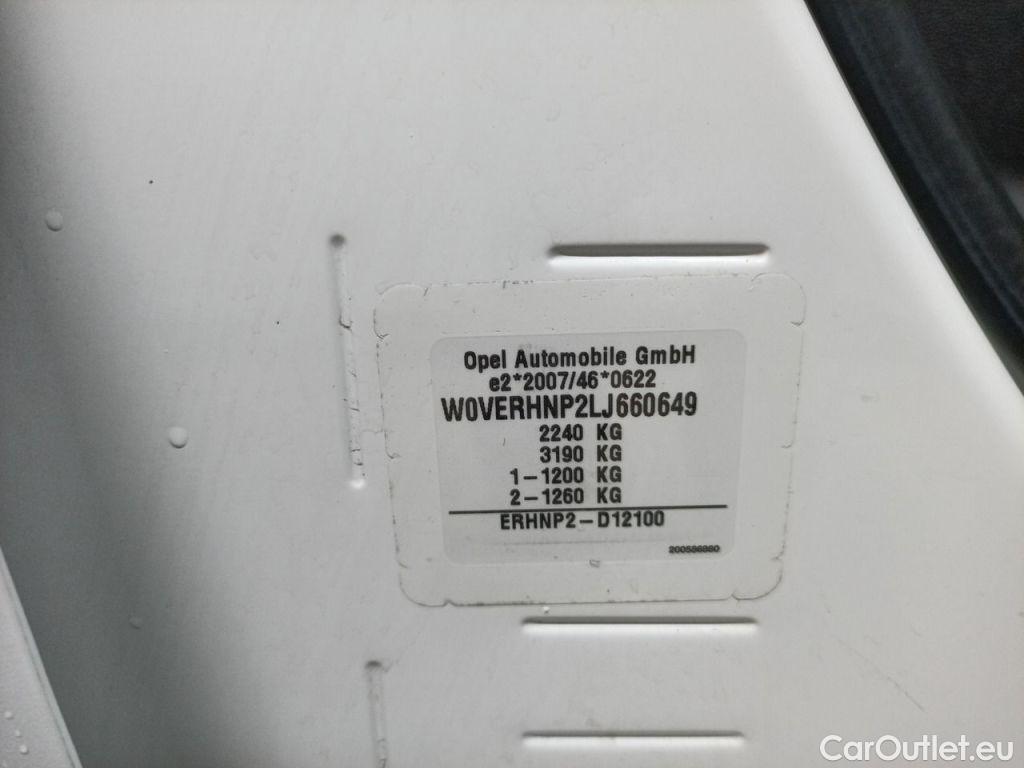 Opel Automobile GmbH
e2*2007/46*0622
W0VERHNP2LJ660649
2240 KG
3190 KG
1-1200 KG
2-1260 KG
ERHNP2-D12100
CarOutlet.eu